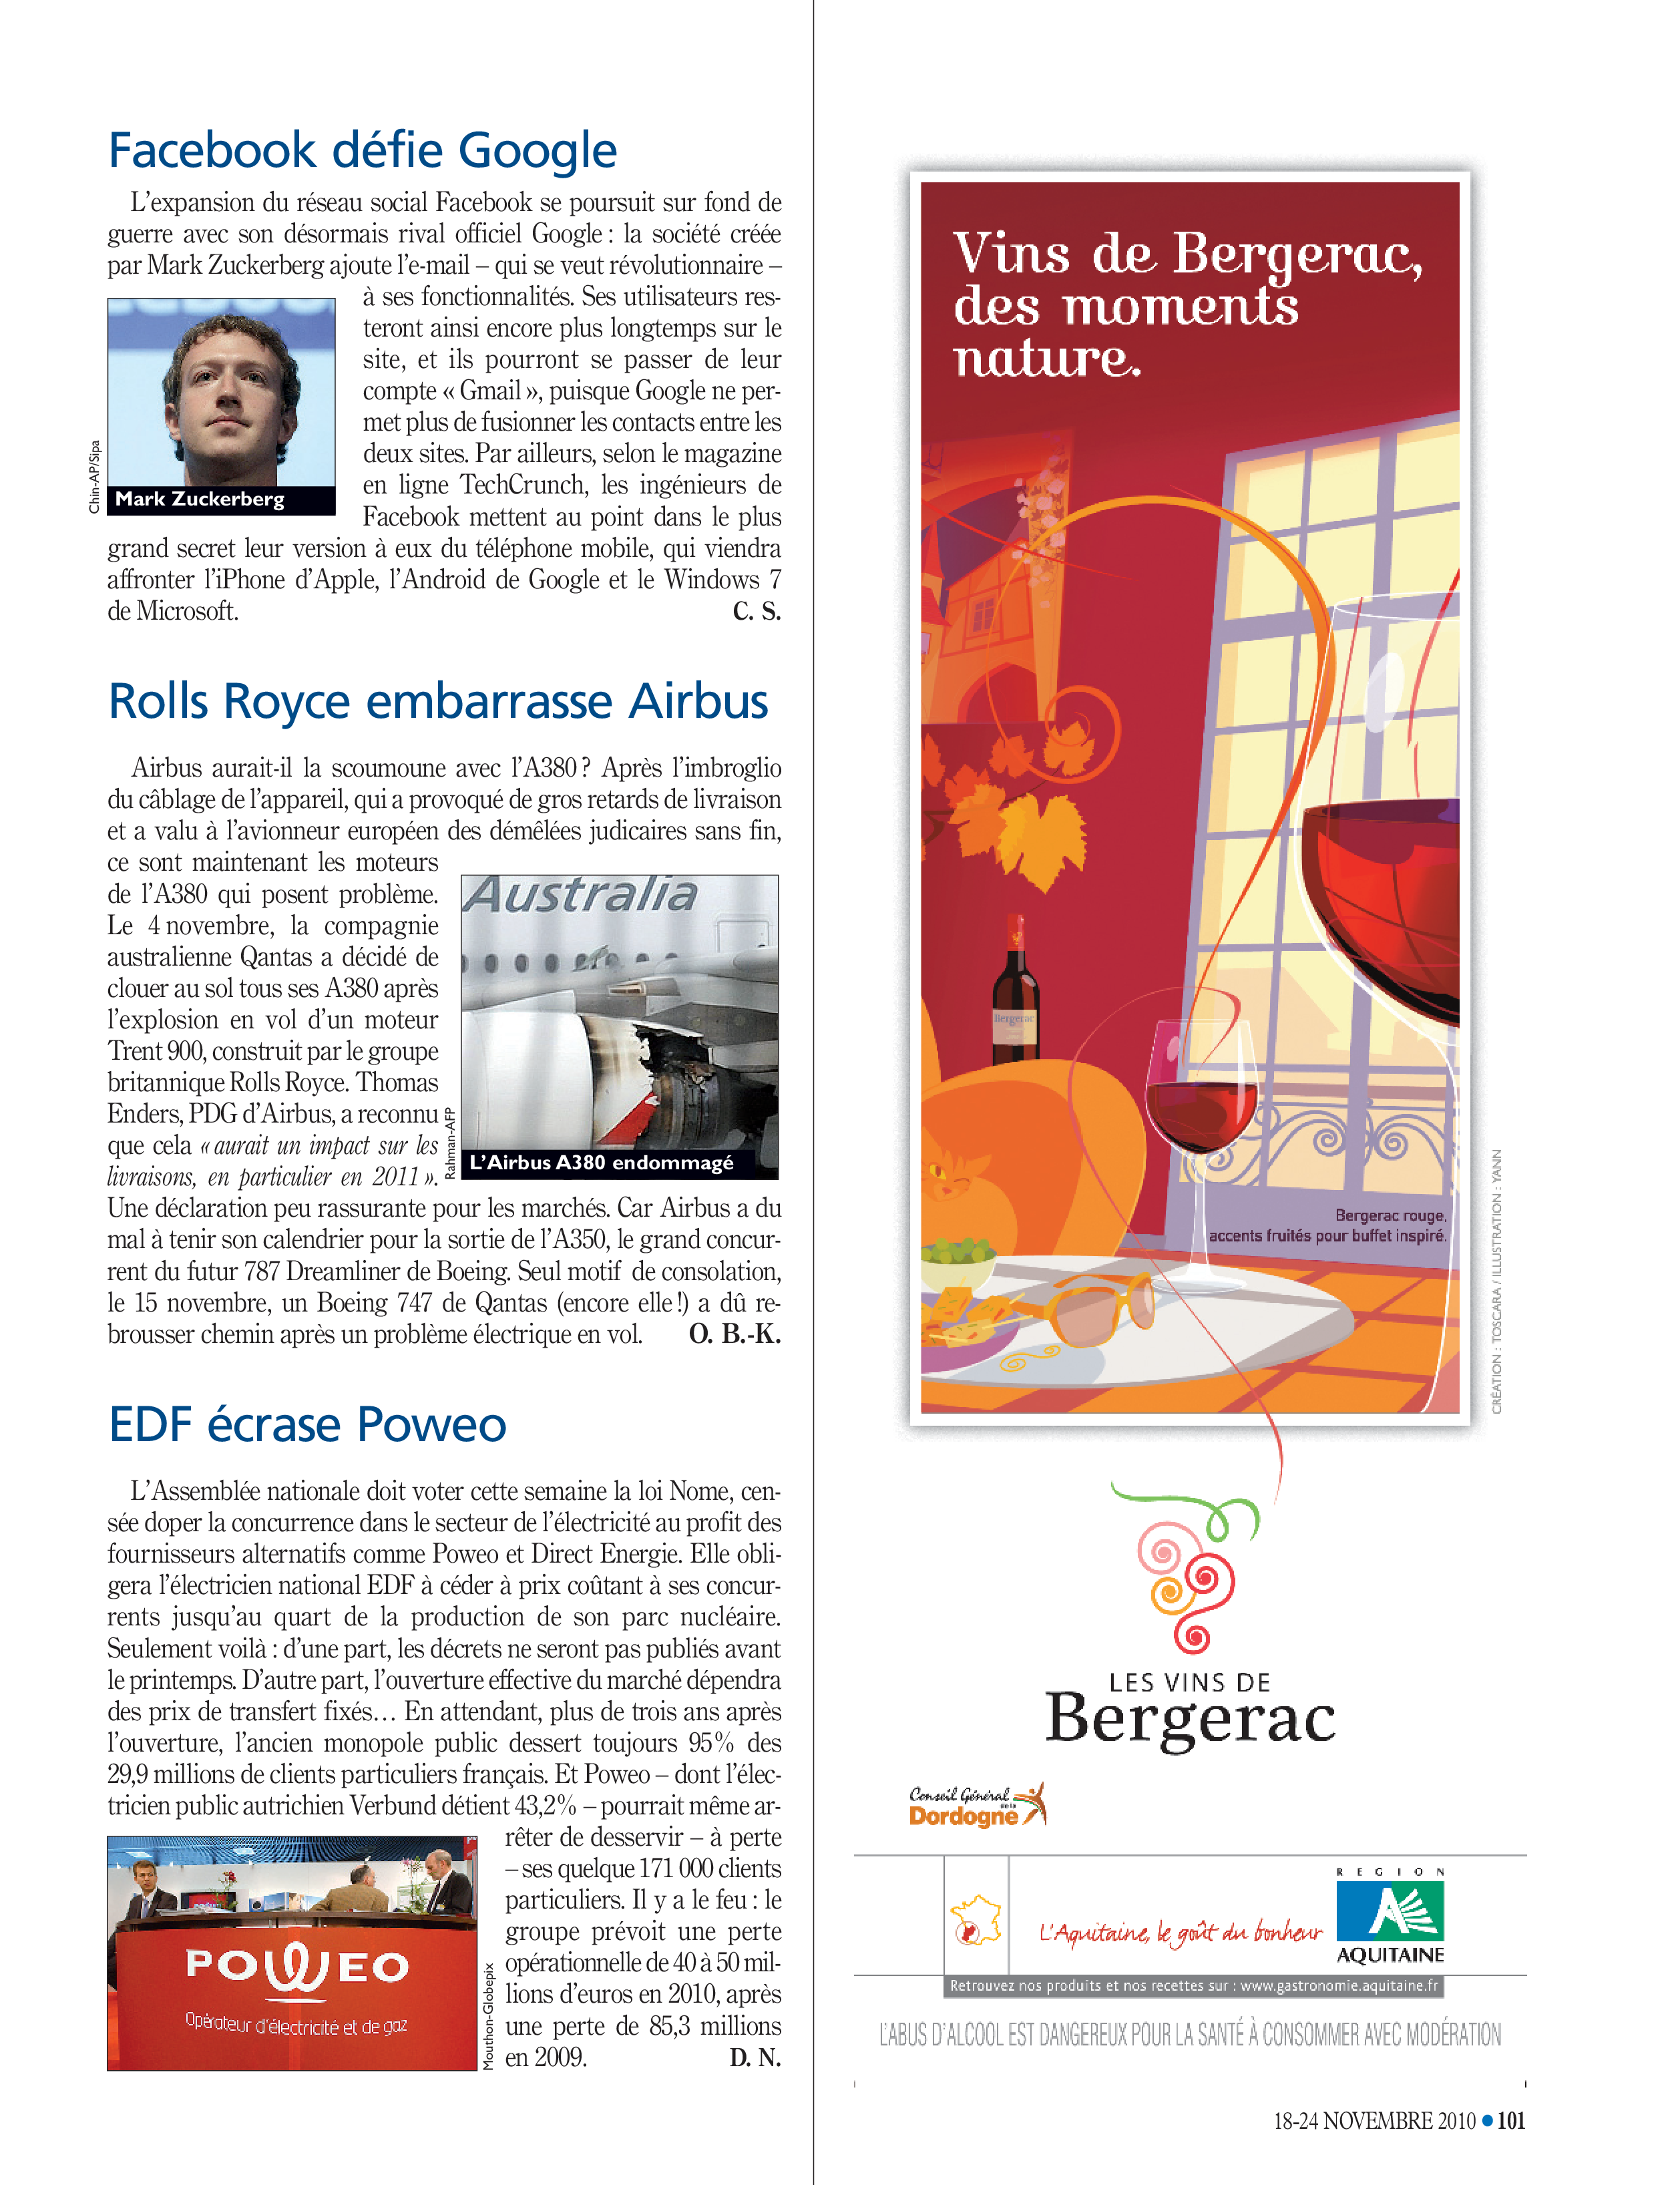 Facebook défie Google
L’expansion du réseau social Facebook se poursuit sur fond de
guerre avec son désormais rival officiel Google : la société créée
par Mark Zuckerberg ajoute l’e-mail – qui se veut révolutionnaire –
à ses fonctionnalités. Ses utilisateurs res-
teront ainsi encore plus longtemps sur le
site, et ils pourront se passer de leur
compte « Gmail », puisque Google ne per-
met plus de fusionner les contacts entre les
deux sites. Par ailleurs, selon le magazine
en ligne TechCrunch, les ingénieurs de
Facebook mettent au point dans le plus
grand secret leur version à eux du téléphone mobile, qui viendra
affronter l’iPhone d’Apple, l’Android de Google et le Windows 7
de Microsoft. C. S.
Chin-AP/Sipa
Mark Zuckerberg
Rolls Royce embarrasse Airbus
Airbus aurait-il la scoumoune avec l’A380 ? Après l’imbroglio
du câblage de l’appareil, qui a provoqué de gros retards de livraison
et a valu à l’avionneur européen des démêlées judicaires sans fin,
ce sont maintenant les moteurs
de l’A380 qui posent problème.
Le 4 novembre, la compagnie
australienne Qantas a décidé de
clouer au sol tous ses A380 après
l’explosion en vol d’un moteur
Trent 900, construit par le groupe
britannique Rolls Royce. Thomas
Enders, PDG d’Airbus, a reconnu
que cela « aurait un impact sur les
livraisons, en particulier en 2011 ».
Une déclaration peu rassurante pour les marchés. Car Airbus a du
mal à tenir son calendrier pour la sortie de l’A350, le grand concur-
rent du futur 787 Dreamliner de Boeing. Seul motif de consolation,
le 15 novembre, un Boeing 747 de Qantas (encore elle !) a dû re-
brousser chemin après un problème électrique en vol. O. B.-K.
Australia
Rahman-AFP
L’Airbus A380 endommagé
EDF écrase Poweo
L’Assemblée nationale doit voter cette semaine la loi Nome, cen-
sée doper la concurrence dans le secteur de l’électricité au profit des
fournisseurs alternatifs comme Poweo et Direct Energie. Elle obli-
gera l’électricien national EDF à céder à prix coûtant à ses concur-
rents jusqu’au quart de la production de son parc nucléaire.
Seulement voilà : d’une part, les décrets ne seront pas publiés avant
le printemps. D’autre part, l’ouverture effective du marché dépendra
des prix de transfert fixés… En attendant, plus de trois ans après
l’ouverture, l’ancien monopole public dessert toujours 95 % des
29,9 millions de clients particuliers français. Et Poweo – dont l’élec-
tricien public autrichien Verbund détient 43,2 % – pourrait même ar-
rêter de desservir – à perte
– ses quelque 171 000 clients
particuliers. Il y a le feu : le
groupe prévoit une perte
opérationnelle de 40 à 50 mil-
lions d’euros en 2010, après
une perte de 85,3 millions
en 2009. D. N.
POWEO
Opérateur d’électricité et de gaz
Mouthon-Globepix
Vins de Bergerac,
des moments
nature.
Bergerac
Bergerac rouge,
accents fruités pour buffet inspiré.
CRÉATION : TOSCARA / ILLUSTRATION : YANN
LES VINS DE
Bergerac
Conseil Général
de la
Dordogne
L’Aquitaine, le goût du bonheur
REGION
AQUITAINE
Retrouvez nos produits et nos recettes sur : www.gastronomie.aquitaine.fr
L’ABUS D’ALCOOL EST DANGEREUX POUR LA SANTÉ À CONSOMMER AVEC MODÉRATION
18-24 NOVEMBRE 2010 ● 101